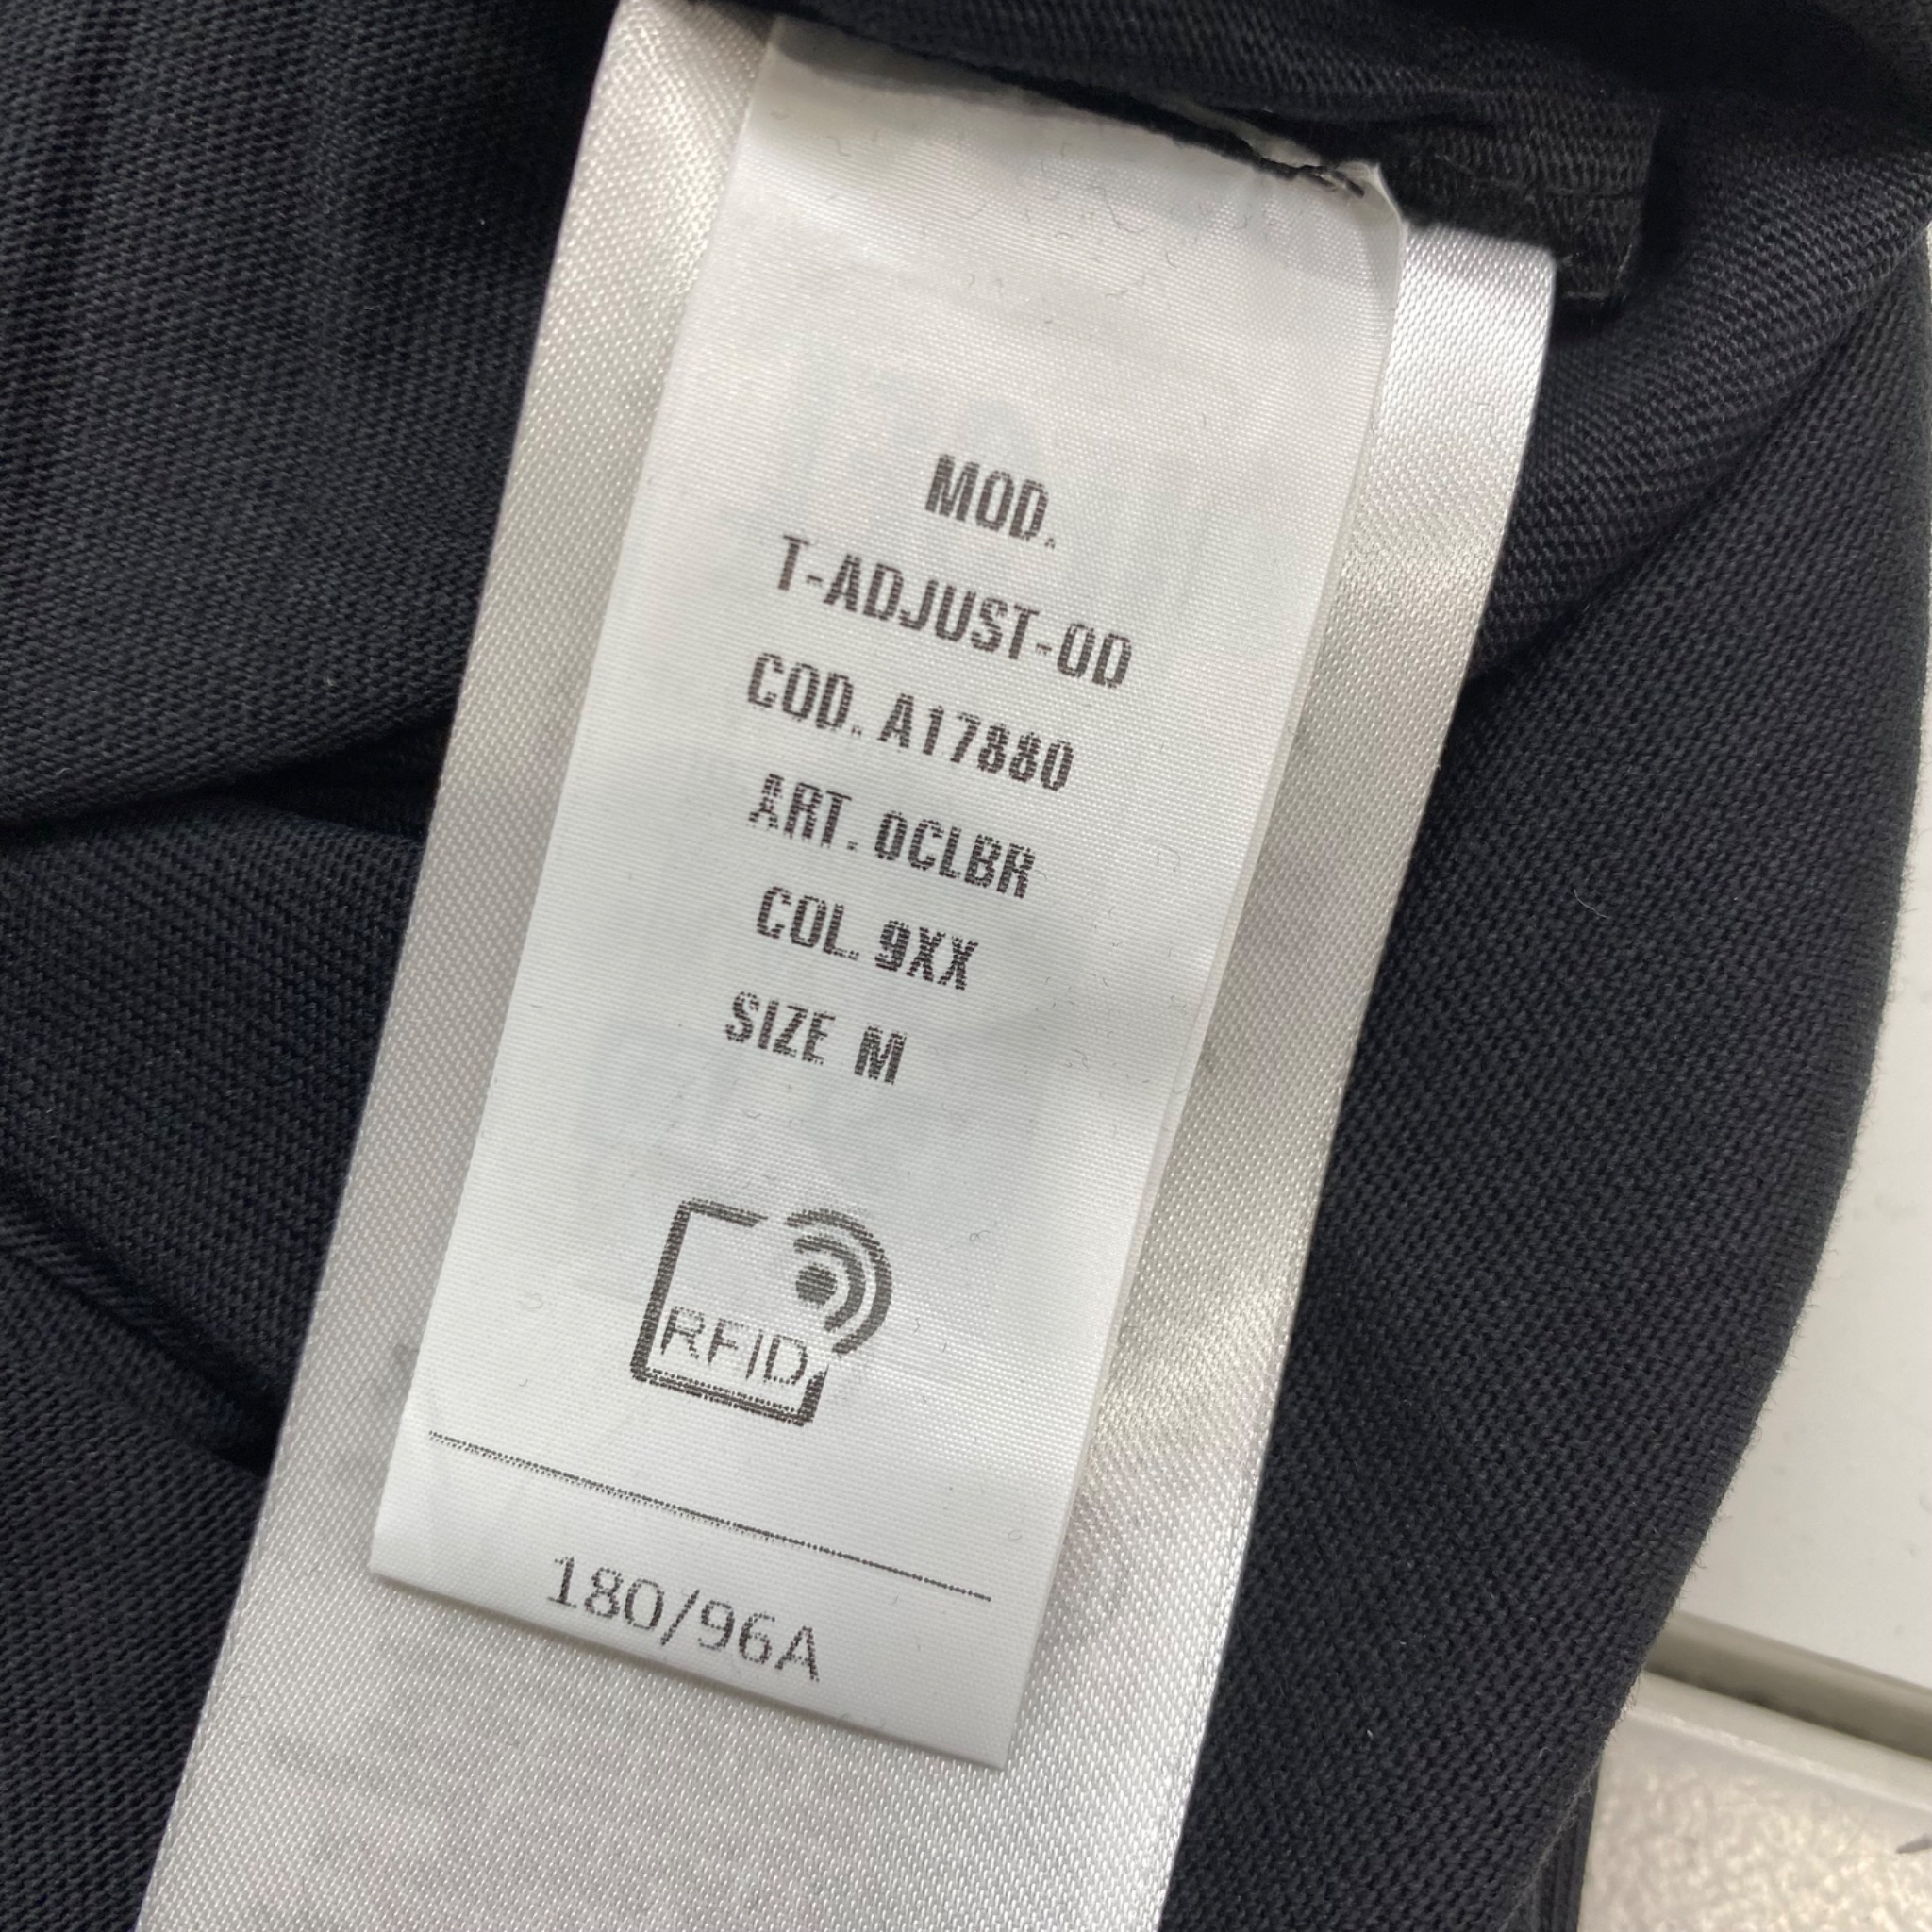 MOD.
T-ADJUST-OD
COD. A17880
ART. 0CLBR
COL. 9XX
SIZE M
RFID
180/96A